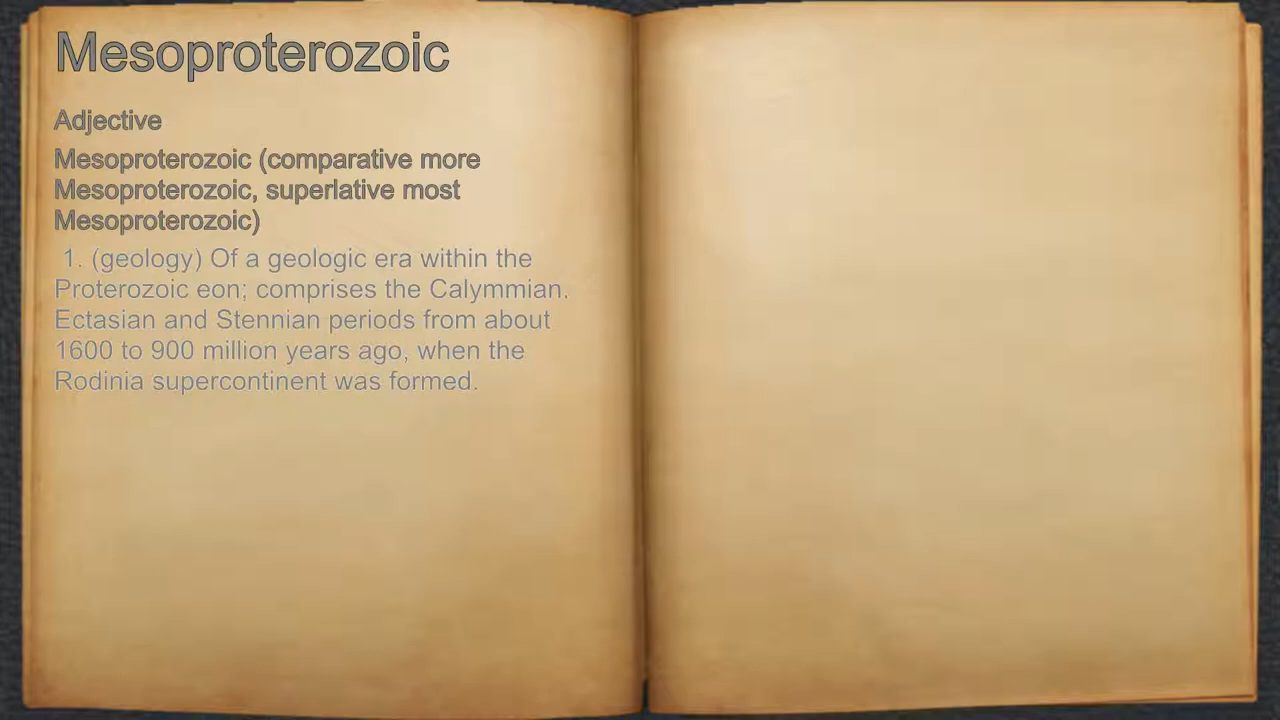 Mesoproterozoic
Adjective
Mesoproterozoic (comparative more
Mesoproterozoic, superlative most
Mesoproterozoic)
1. (geology) Of a geologic era within the
Proterozoic eon; comprises the Calymmian.
Ectasian and Stennian periods from about
1600 to 900 million years ago, when the
Rodinia supercontinent was formed.